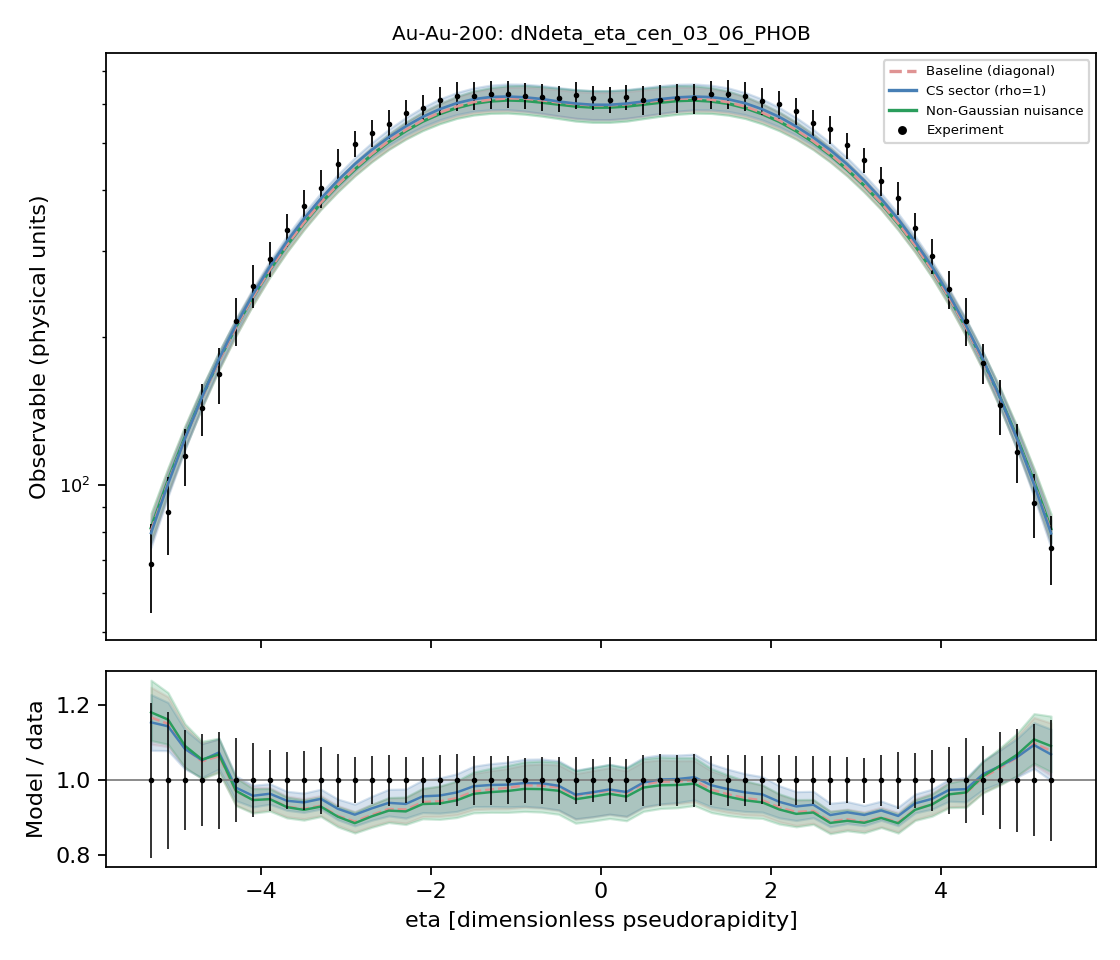 Au-Au-200: dNdeta_eta_cen_03_06_PHOB
Baseline (diagonal)
CS sector (rho=1)
Non-Gaussian nuisance
Experiment
Observable (physical units)
10²
Model / data
1.2
1.0
0.8
−4 −2 0 2 4
eta [dimensionless pseudorapidity]